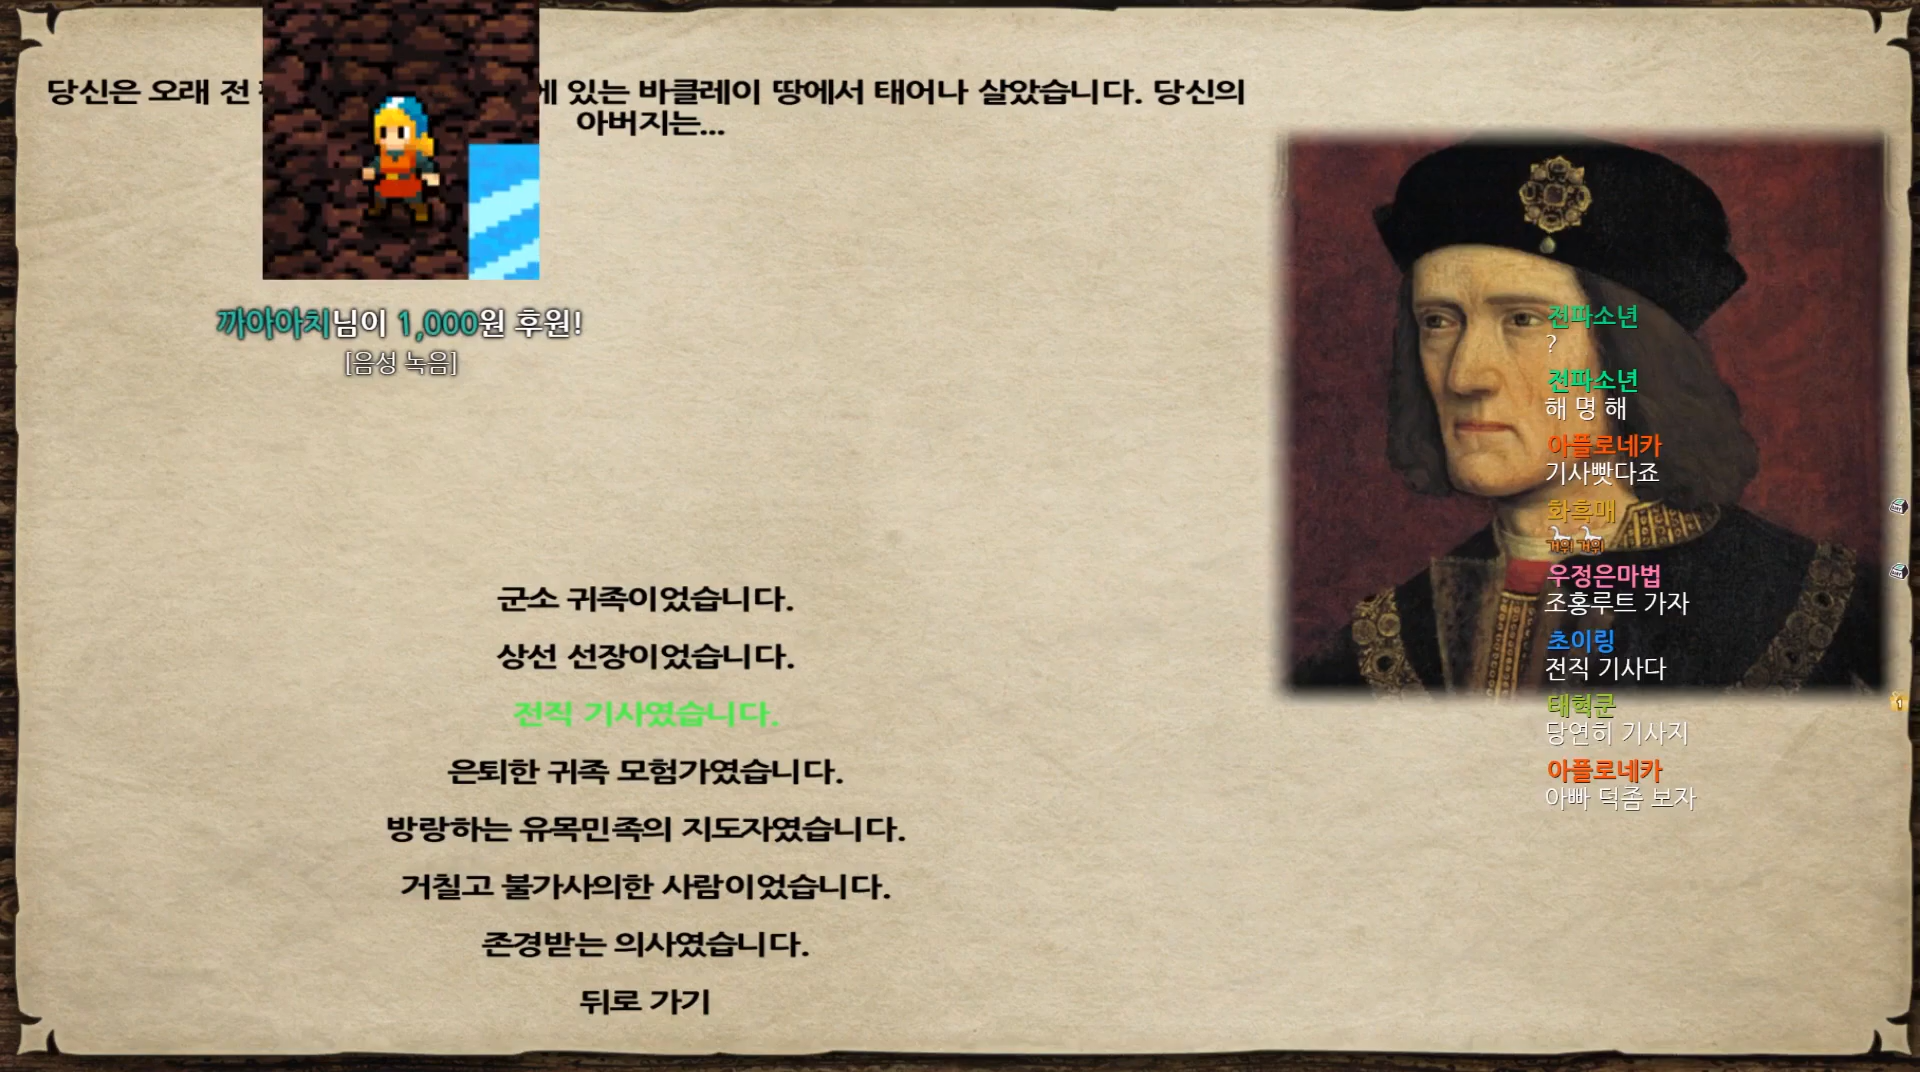 당신은 오래 전
에 있는 바클레이 땅에서 태어나 살았습니다. 당신의
아버지는...
까아아치님이 1,000원 후원!
[음성 녹음]
군소 귀족이었습니다.
상선 선장이었습니다.
전직 기사였습니다.
은퇴한 귀족 모험가였습니다.
방랑하는 유목민족의 지도자였습니다.
거칠고 불가사의한 사람이었습니다.
존경받는 의사였습니다.
뒤로 가기
전파소년
?
전파소년
해 명 해
아플로네카
기사빴다죠
화흑매
거위 거위
우정은마법
조홍루트 가자
초이링
전직 기사다
태혁쿤
당연히 기사지
아플로네카
아빠 덕좀 보자